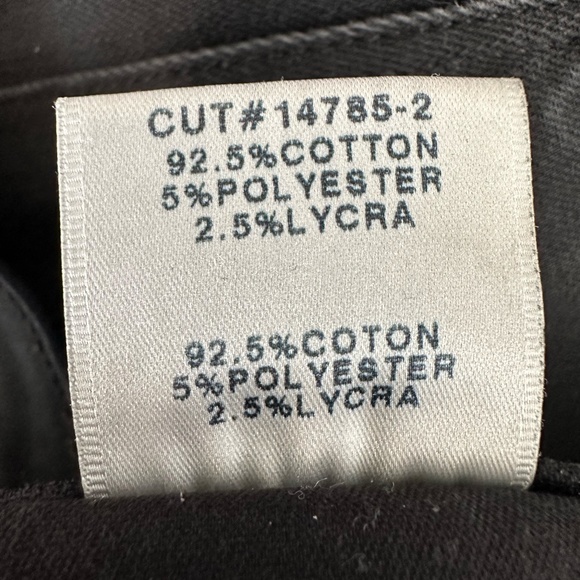 CUT#14785-2
92.5%COTTON
5%POLYESTER
2.5%LYCRA
92.5%COTON
5%POLYESTER
2.5%LYCRA